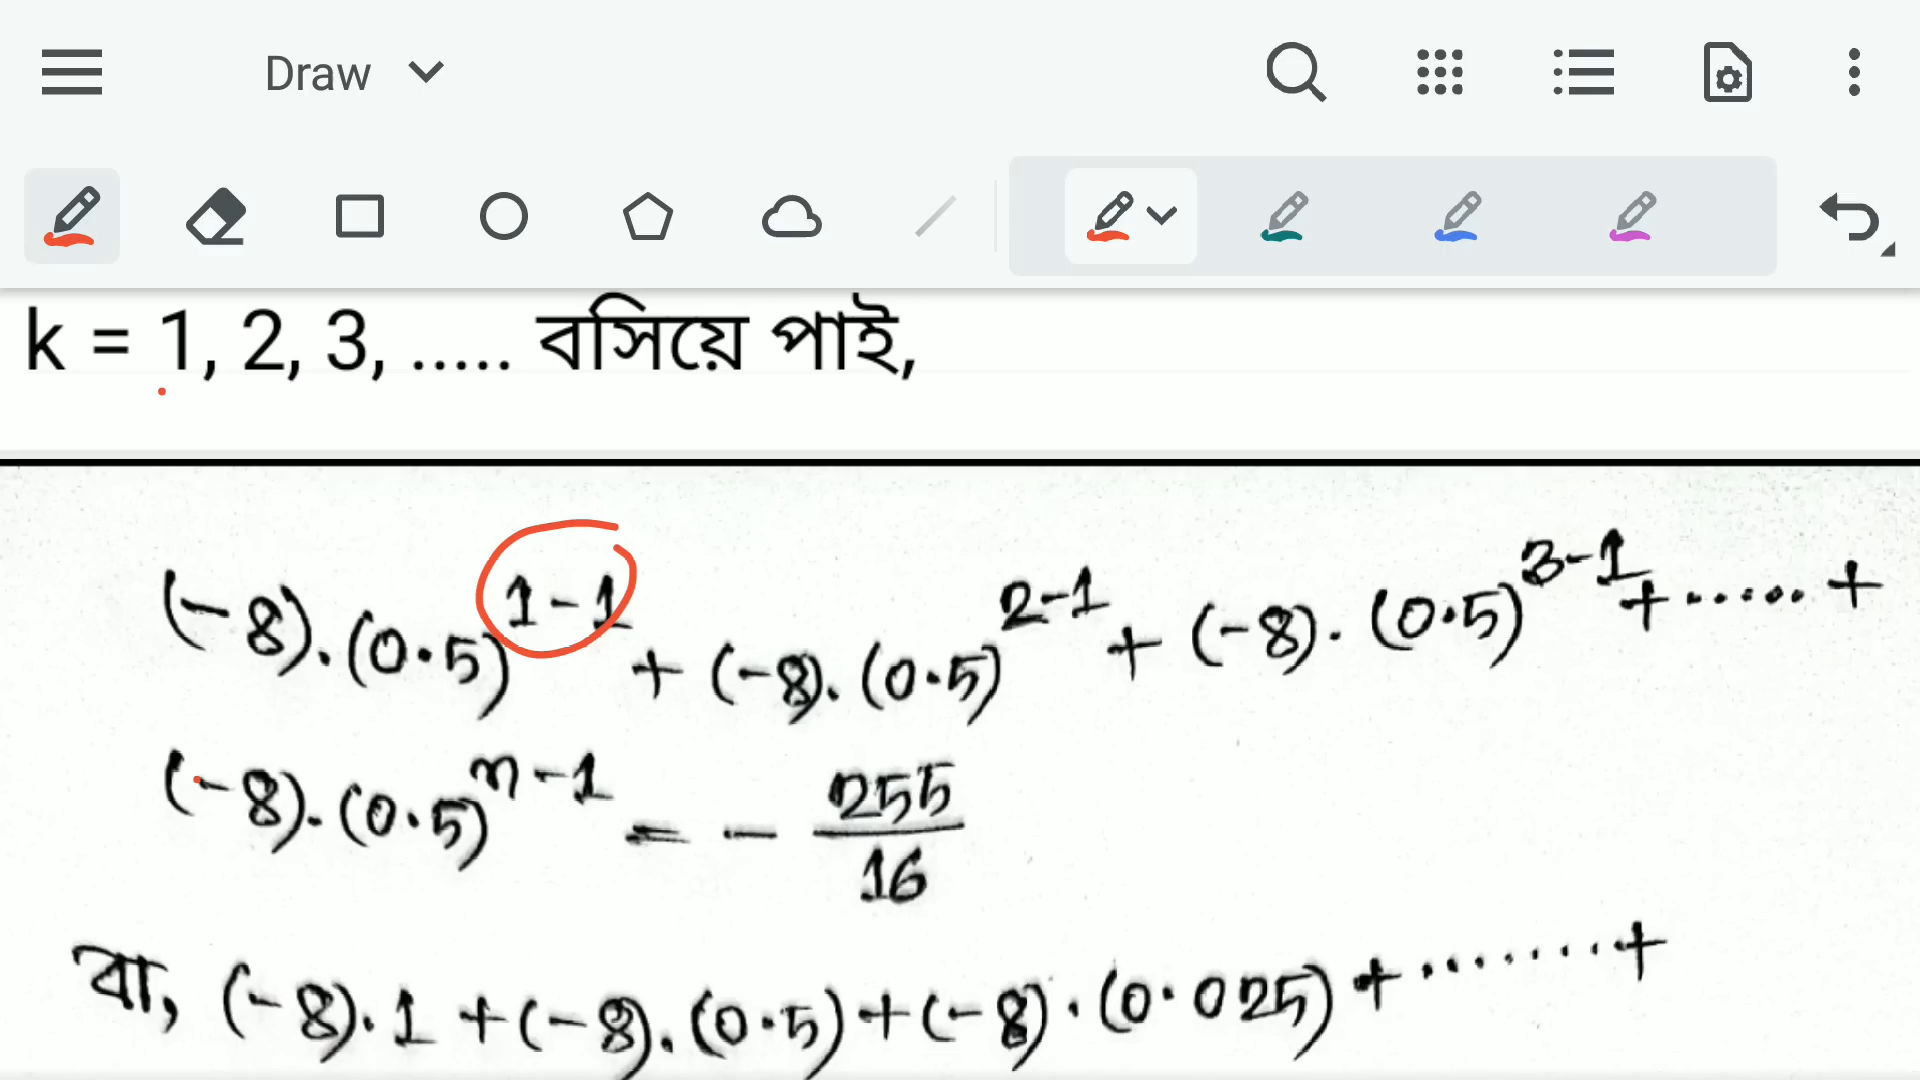 Draw
k = 1, 2, 3, ..... বসিয়ে পাই,
(-8).(0.5)^{1-1} + (-8).(0.5)^{2-1} + (-8).(0.5)^{3-1} + ..... +
(-8).(0.5)^{n-1} = - \frac{255}{16}
বা, (-8).1 + (-8).(0.5) + (-8).(0.025) + ........ +